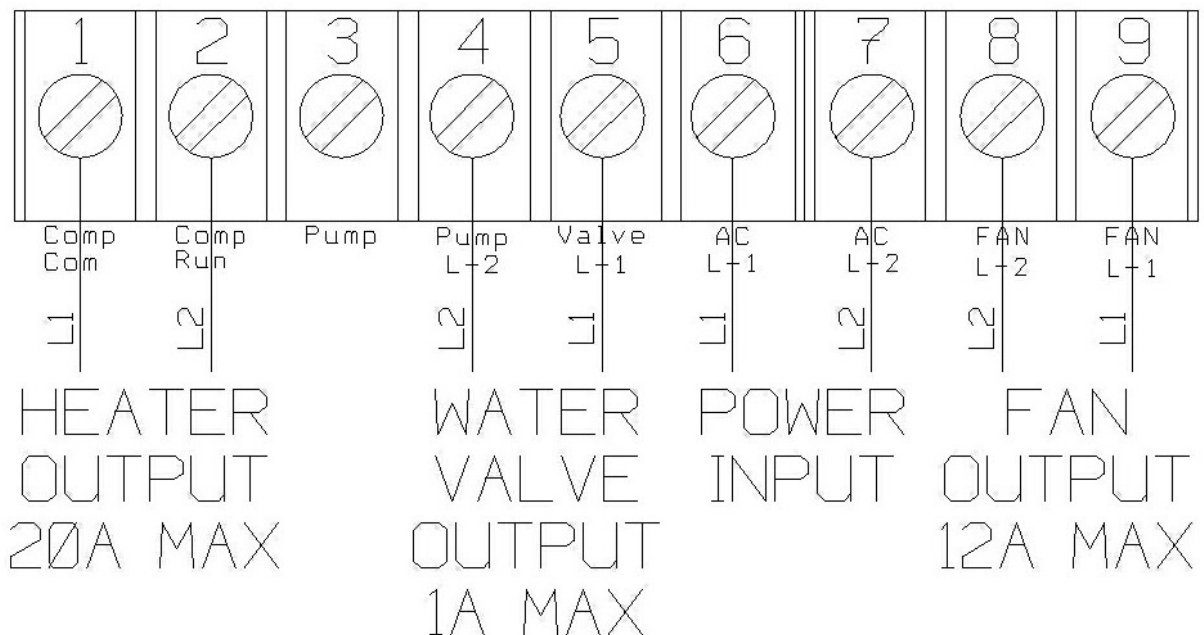 1 2 3 4 5 6 7 8 9
Comp Comp Pump Pump Valve AC AC FAN FAN
Com Run L-2 L-1 L-1 L-2 L-2 L-1
L1 L2 L2 L1 L1 L2 L2 L1
HEATER WATER POWER FAN
OUTPUT VALVE INPUT OUTPUT
20A MAX OUTPUT 12A MAX
1A MAX